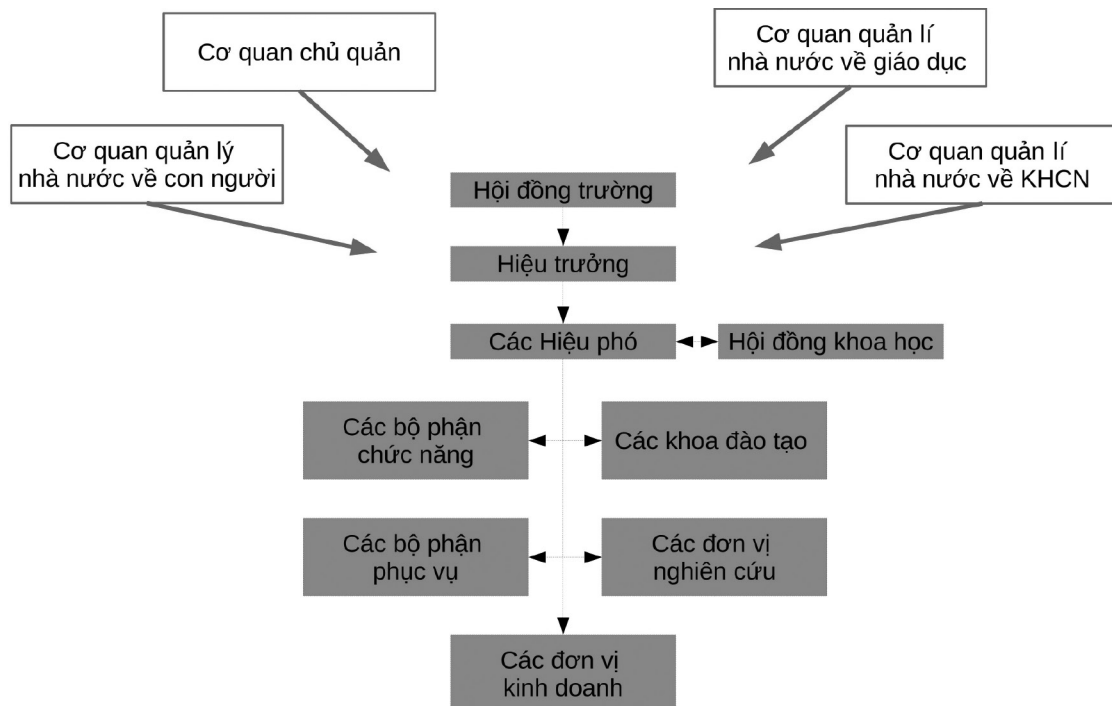 Cơ quan chủ quản
Cơ quan quản lí
nhà nước về giáo dục
Cơ quan quản lý
nhà nước về con người
Cơ quan quản lí
nhà nước về KHCN
Hội đồng trường
Hiệu trưởng
Các Hiệu phó
Hội đồng khoa học
Các bộ phận
chức năng
Các khoa đào tạo
Các bộ phận
phục vụ
Các đơn vị
nghiên cứu
Các đơn vị
kinh doanh